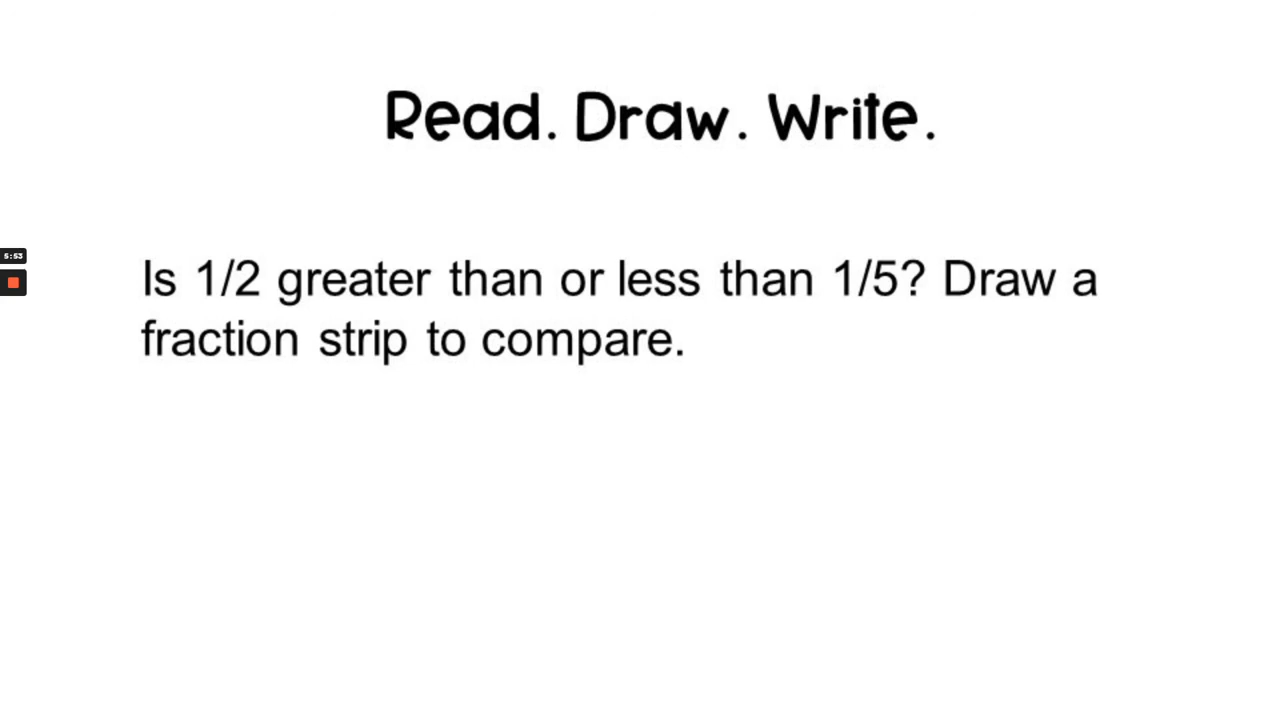 Read. Draw. Write.
5:53
Is 1/2 greater than or less than 1/5? Draw a
fraction strip to compare.